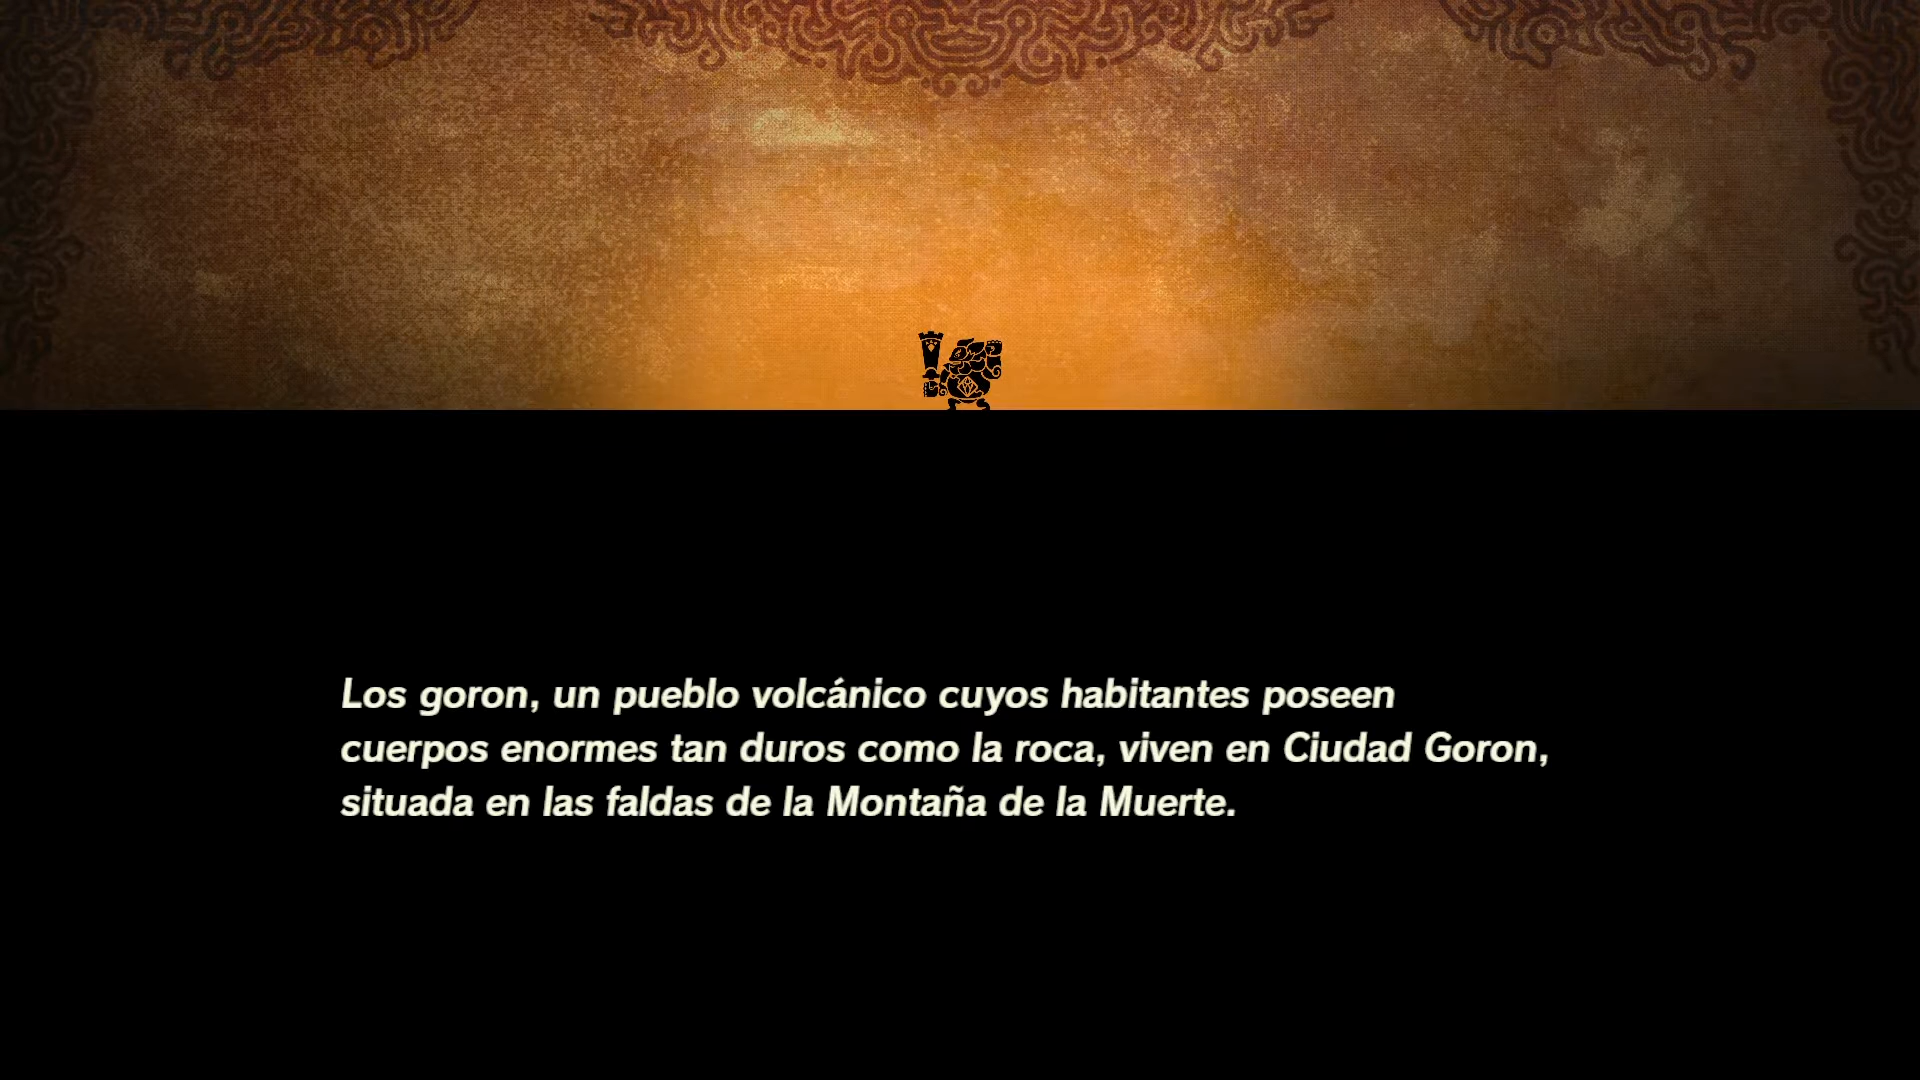 Los goron, un pueblo volcánico cuyos habitantes poseen
cuerpos enormes tan duros como la roca, viven en Ciudad Goron,
situada en las faldas de la Montaña de la Muerte.